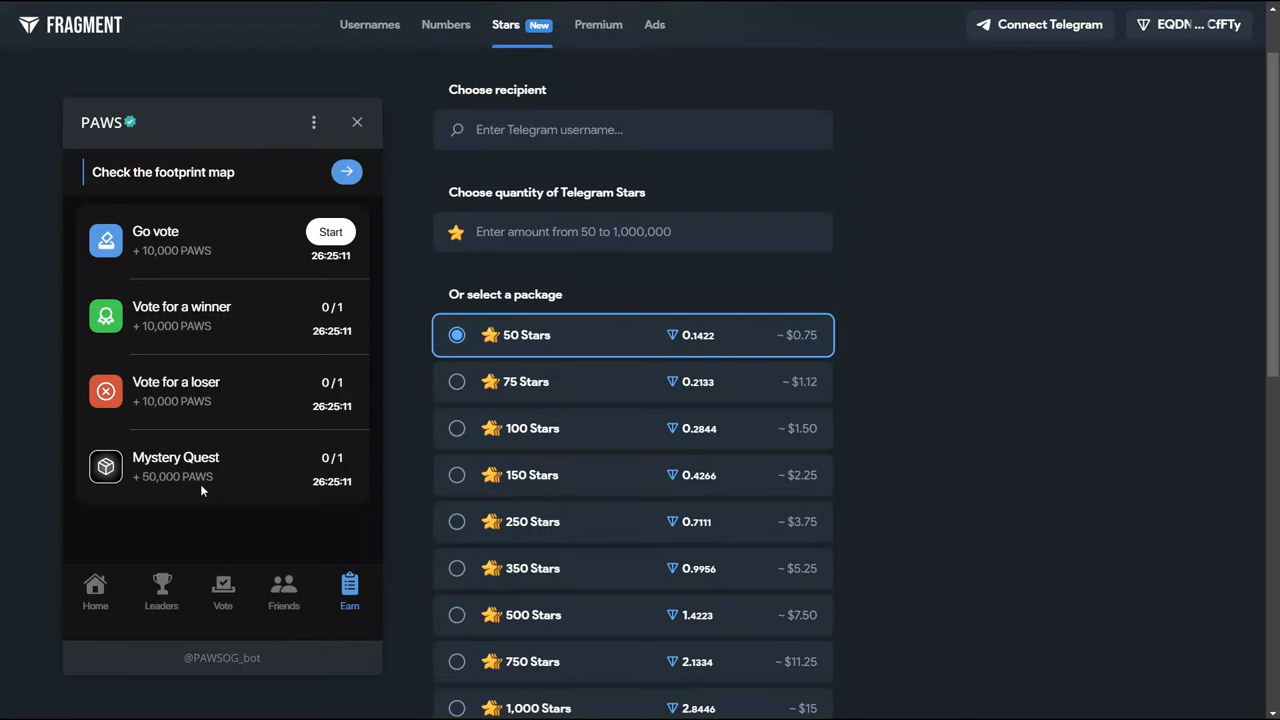 FRAGMENT
Usernames
Numbers
Stars New
Premium
Ads
Connect Telegram
EQDN ... CfFTy
PAWS
Check the footprint map
Go vote
+ 10,000 PAWS
Start
26:25:11
Vote for a winner
+ 10,000 PAWS
0 / 1
26:25:11
Vote for a loser
+ 10,000 PAWS
0 / 1
26:25:11
Mystery Quest
+ 50,000 PAWS
0 / 1
26:25:11
Home
Leaders
Vote
Friends
Earn
@PAWSOG_bot
Choose recipient
Enter Telegram username...
Choose quantity of Telegram Stars
Enter amount from 50 to 1,000,000
Or select a package
50 Stars 0.1422 ~ $0.75
75 Stars 0.2133 ~ $1.12
100 Stars 0.2844 ~ $1.50
150 Stars 0.4266 ~ $2.25
250 Stars 0.7111 ~ $3.75
350 Stars 0.9956 ~ $5.25
500 Stars 1.4223 ~ $7.50
750 Stars 2.1334 ~ $11.25
1,000 Stars 2.8446 ~ $15